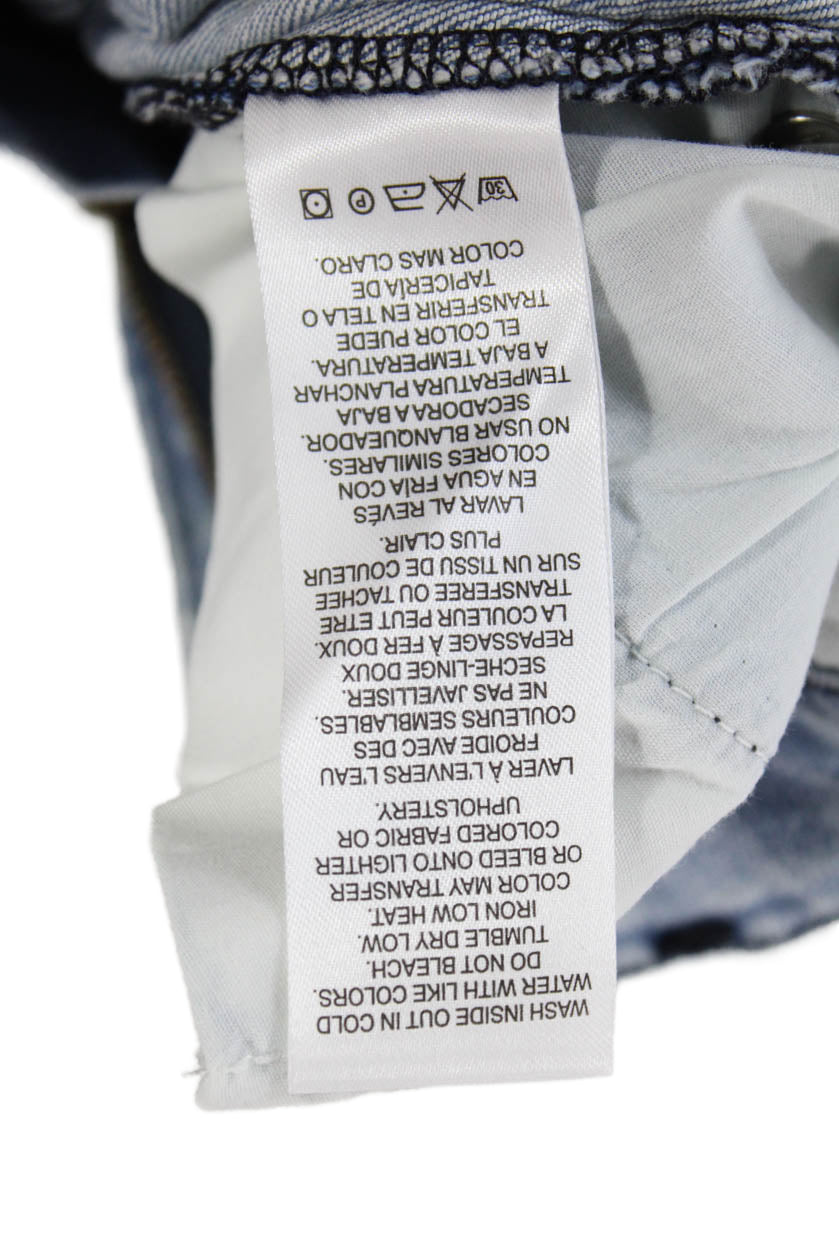 WASH INSIDE OUT IN COLD
WATER WITH LIKE COLORS.
DO NOT BLEACH.
TUMBLE DRY LOW.
IRON LOW HEAT.
COLOR MAY TRANSFER
OR BLEED ONTO LIGHTER
COLORED FABRIC OR
UPHOLSTERY.
LAVER À L'ENVERS L'EAU
FROIDE AVEC DES
COULEURS SEMBLABLES.
NE PAS JAVELLISER.
SECHE-LINGE DOUX
REPASSAGE À FER DOUX.
LA COULEUR PEUT ETRE
TRANSFEREE OU TACHEE
SUR UN TISSU DE COULEUR
PLUS CLAIR.
LAVAR AL REVÉS
EN AGUA FRÍA CON
COLORES SIMILARES.
NO USAR BLANQUEADOR.
SECADORA A BAJA
TEMPERATURA PLANCHAR
A BAJA TEMPERATURA.
EL COLOR PUEDE
TRANSFERIR EN TELA O
TAPICERÍA DE
COLOR MAS CLARO.
30 P